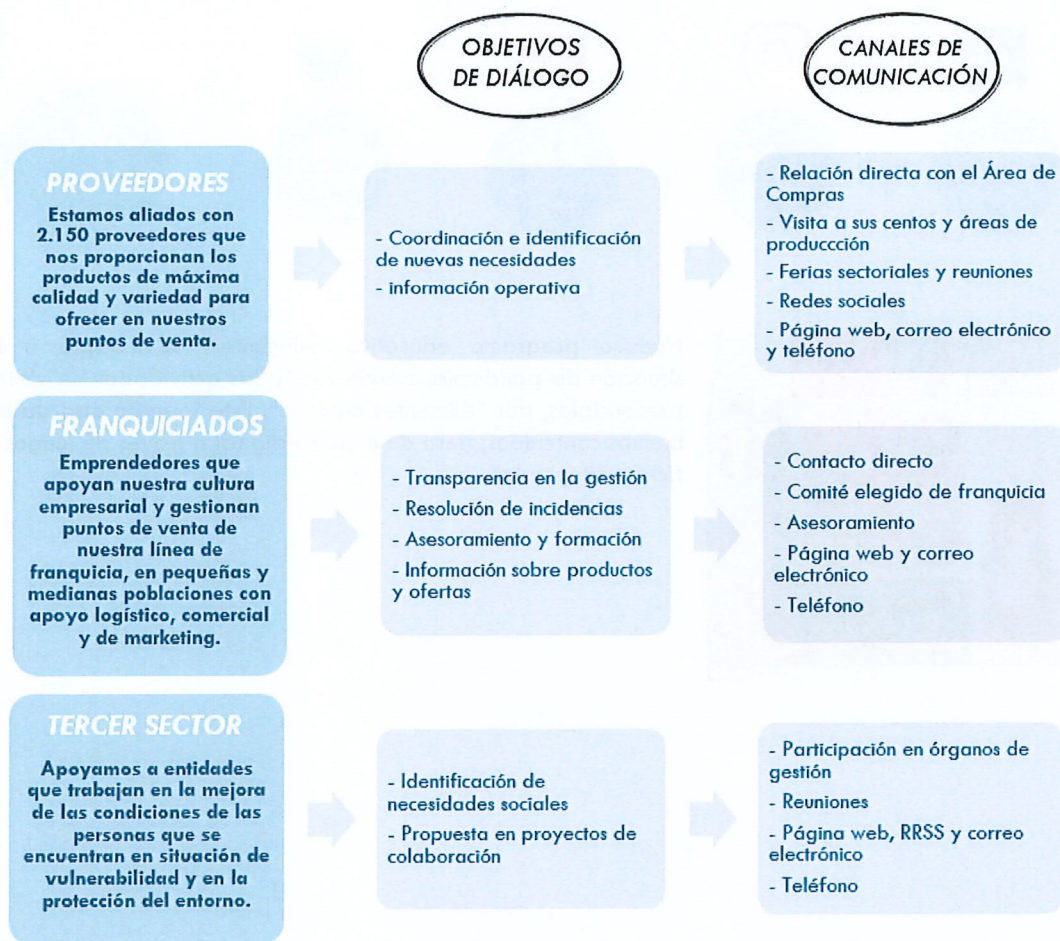 OBJETIVOS
DE DIÁLOGO
CANALES DE
COMUNICACIÓN
PROVEEDORES
Estamos aliados con
2.150 proveedores que
nos proporcionan los
productos de máxima
calidad y variedad para
ofrecer en nuestros
puntos de venta.
- Coordinación e identificación
de nuevas necesidades
- información operativa
- Relación directa con el Área de
Compras
- Visita a sus centos y áreas de
produccción
- Ferias sectoriales y reuniones
- Redes sociales
- Página web, correo electrónico
y teléfono
FRANQUICIADOS
Emprendedores que
apoyan nuestra cultura
empresarial y gestionan
puntos de venta de
nuestra línea de
franquicia, en pequeñas y
medianas poblaciones con
apoyo logístico, comercial
y de marketing.
- Transparencia en la gestión
- Resolución de incidencias
- Asesoramiento y formación
- Información sobre productos
y ofertas
- Contacto directo
- Comité elegido de franquicia
- Asesoramiento
- Página web y correo
electrónico
- Teléfono
TERCER SECTOR
Apoyamos a entidades
que trabajan en la mejora
de las condiciones de las
personas que se
encuentran en situación de
vulnerabilidad y en la
protección del entorno.
- Identificación de
necesidades sociales
- Propuesta en proyectos de
colaboración
- Participación en órganos de
gestión
- Reuniones
- Página web, RRSS y correo
electrónico
- Teléfono